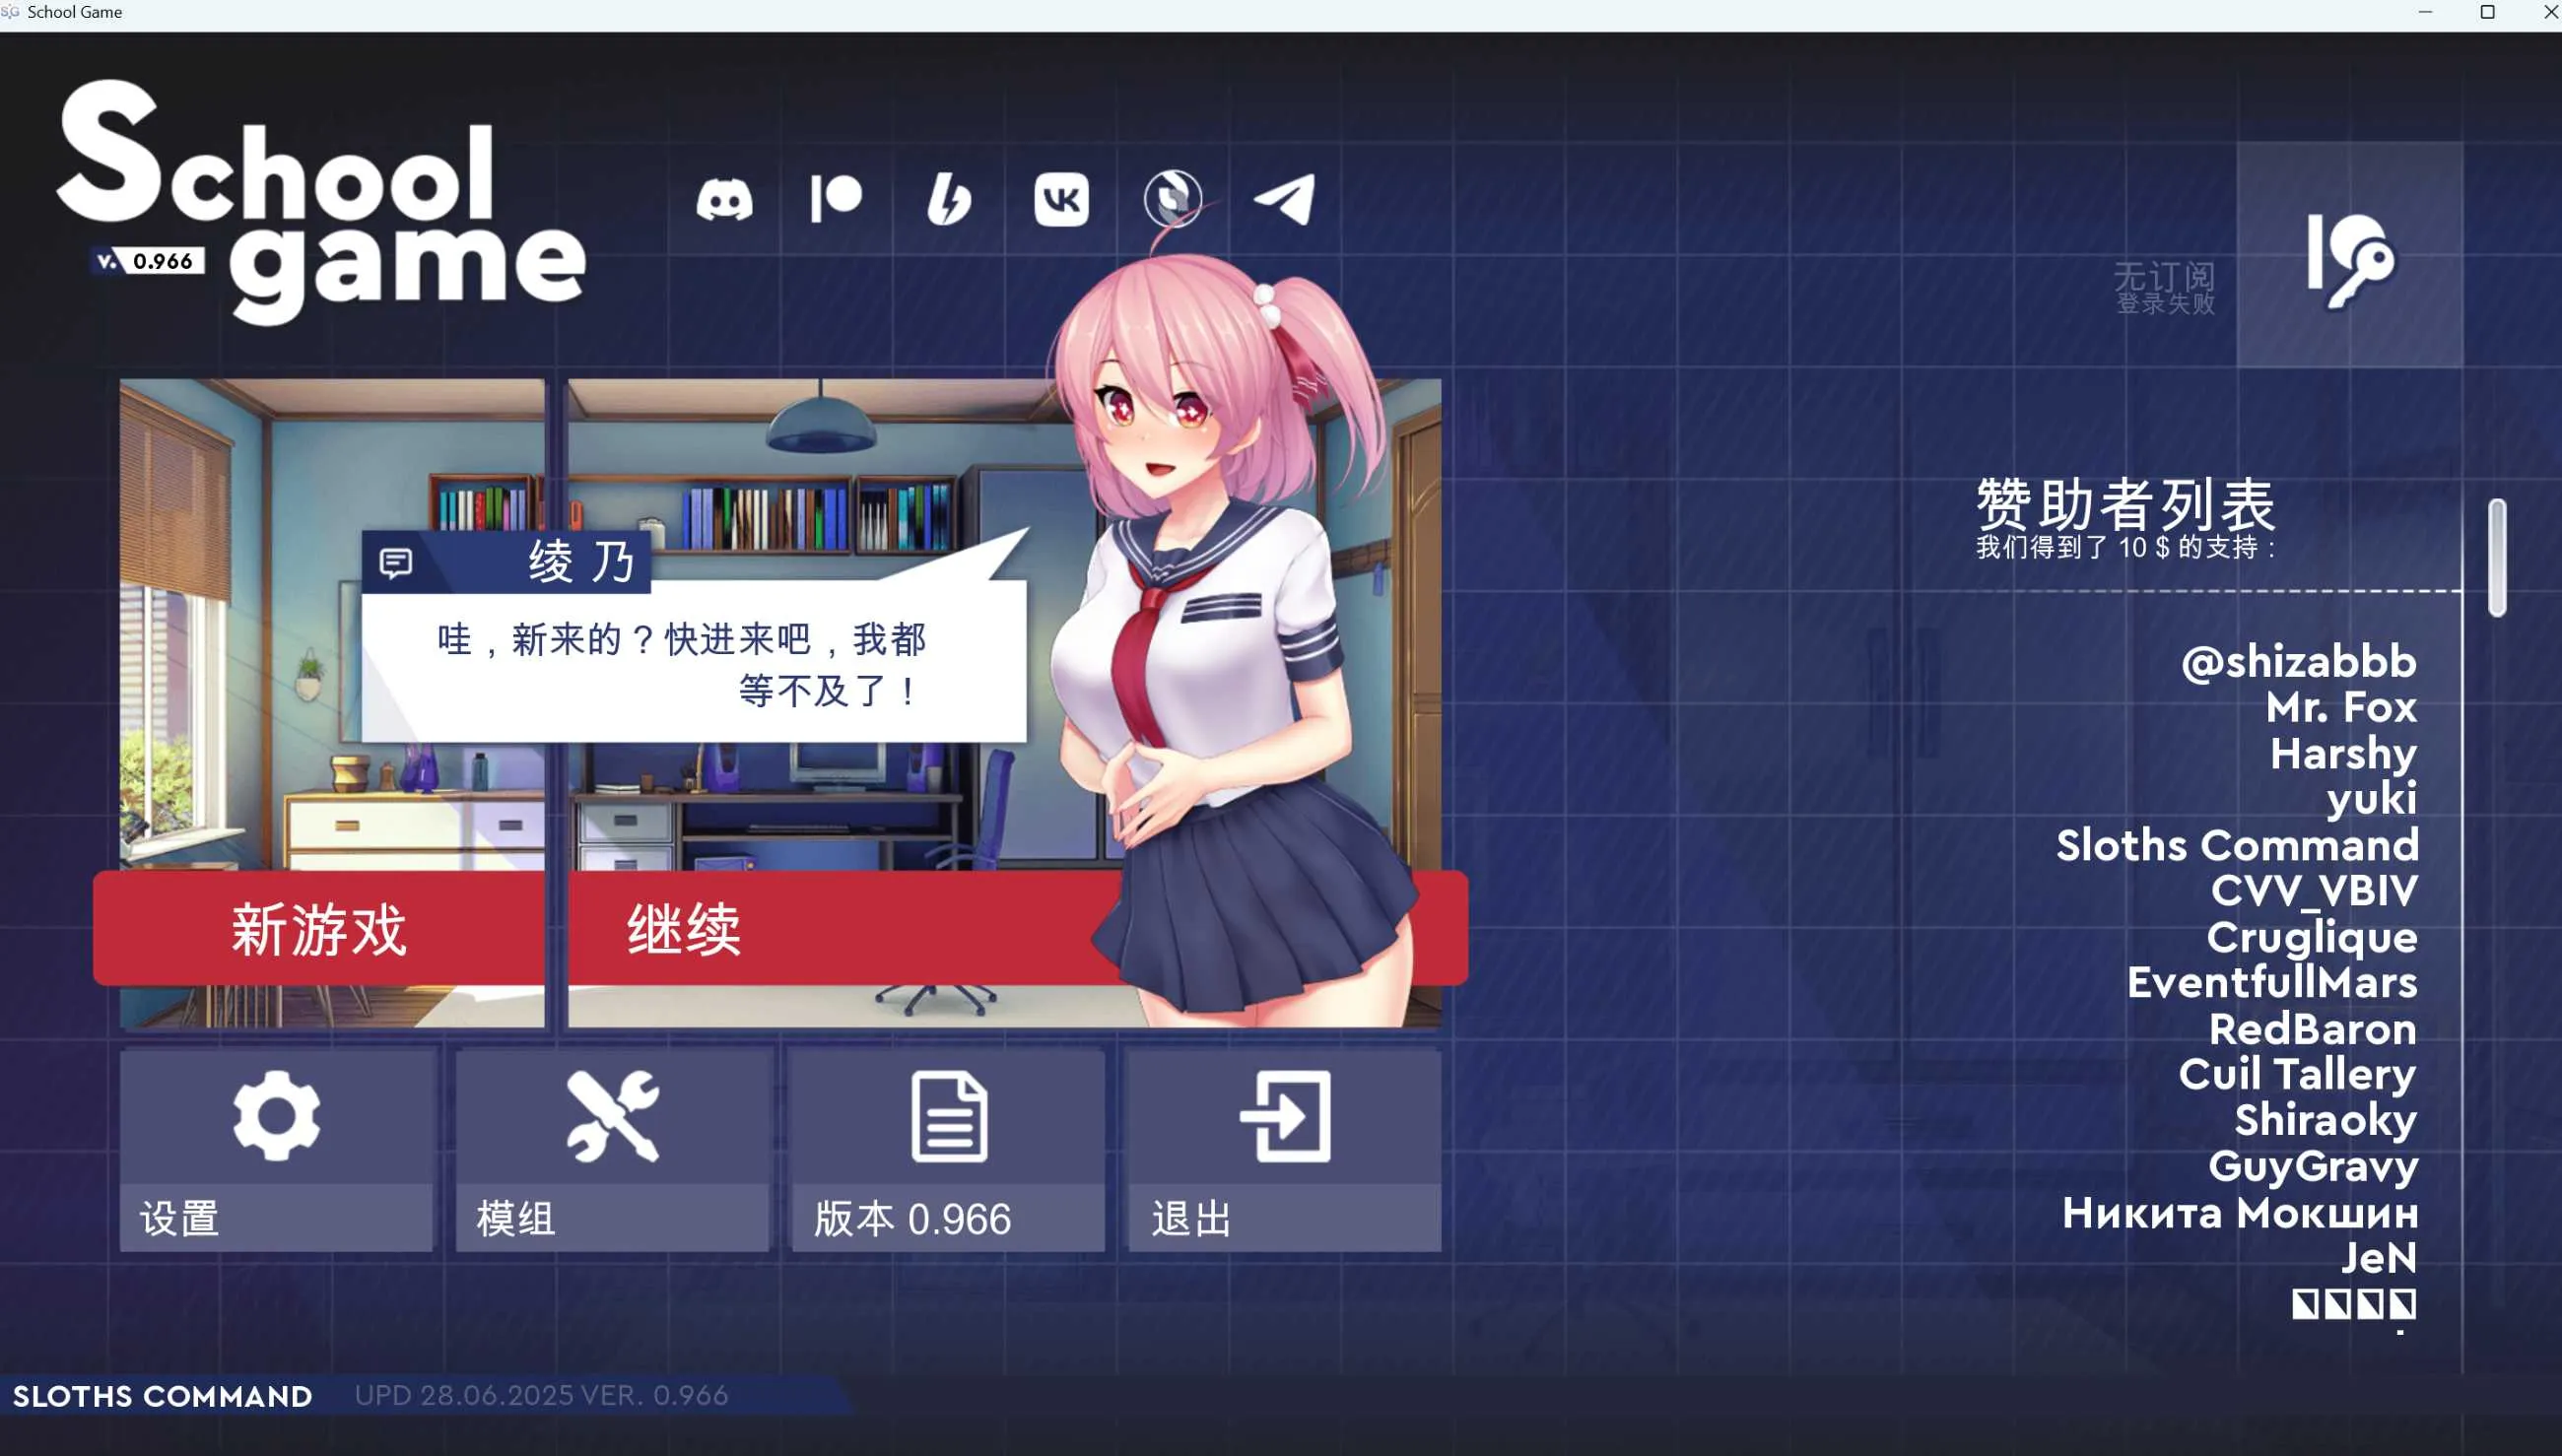 School Game
School
game
v. 0.966
无订阅
登录失败
绫乃
哇，新来的？快进来吧，我都
等不及了！
新游戏
继续
设置
模组
版本 0.966
退出
赞助者列表
我们得到了 10 $ 的支持：
@shizabbb
Mr. Fox
Harshy
yuki
Sloths Command
CVV_VBIV
Cruglique
EventfullMars
RedBaron
Cuil Tallery
Shiraoky
GuyGravy
Никита Мокшин
JeN
SLOTHS COMMAND
UPD 28.06.2025 VER. 0.966